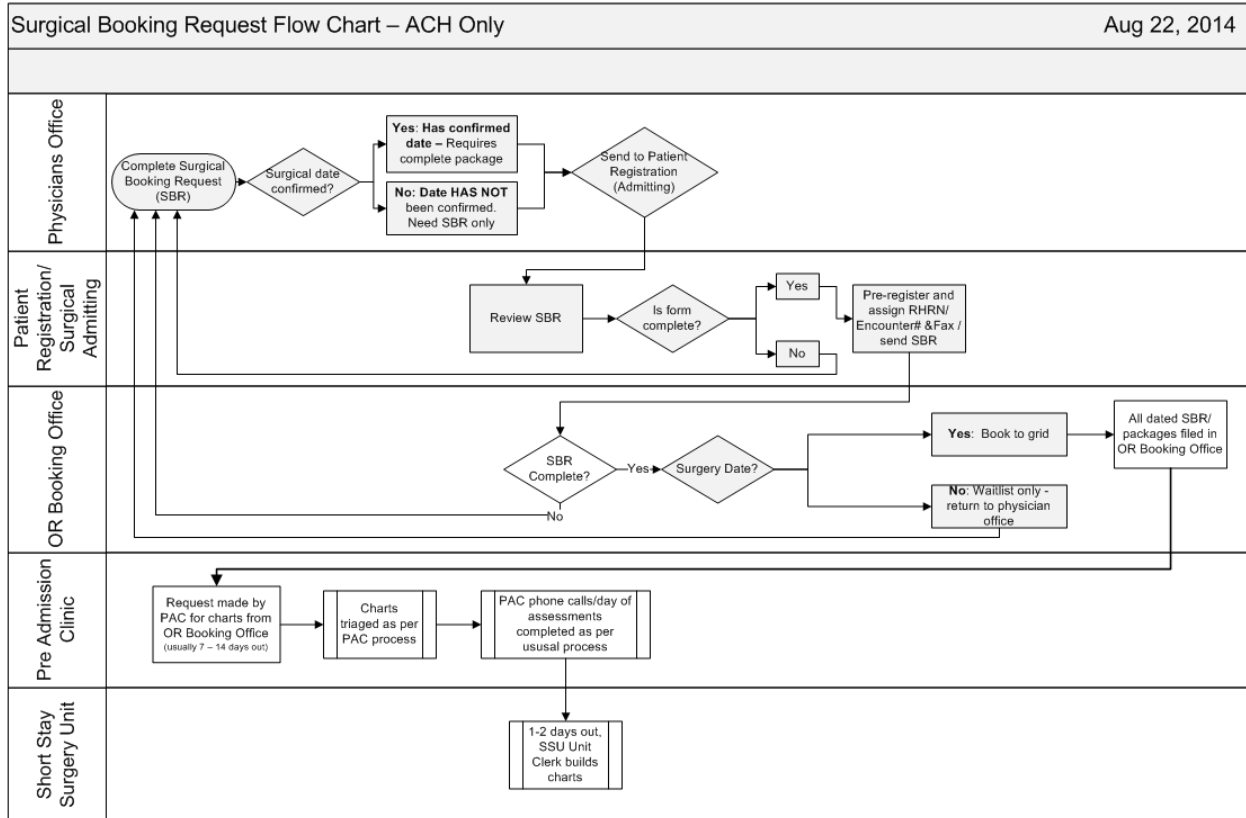 Surgical Booking Request Flow Chart – ACH Only
Aug 22, 2014
Physicians Office
Complete Surgical
Booking Request
(SBR)
Surgical date
confirmed?
Yes: Has confirmed
date – Requires
complete package
No: Date HAS NOT
been confirmed.
Need SBR only
Send to Patient
Registration
(Admitting)
Patient
Registration/
Surgical
Admitting
Review SBR
Is form
complete?
Yes
No
Pre-register and
assign RHRN/
Encounter# &Fax /
send SBR
OR Booking Office
SBR
Complete?
Yes
No
Surgery Date?
Yes: Book to grid
No: Waitlist only -
return to physician
office
All dated SBR/
packages filed in
OR Booking Office
Pre Admission
Clinic
Request made by
PAC for charts from
OR Booking Office
(usually 7 – 14 days out)
Charts
triaged as per
PAC process
PAC phone calls/day of
assessments
completed as per
ususal process
Short Stay
Surgery Unit
1-2 days out,
SSU Unit
Clerk builds
charts